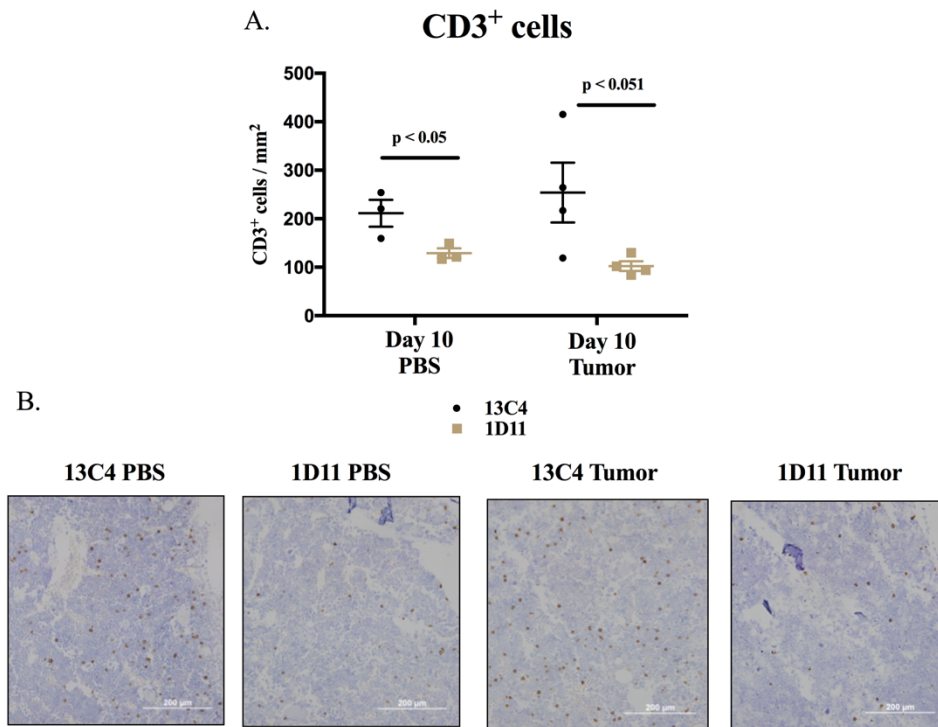 A.
CD3⁺ cells
CD3⁺ cells / mm²
500
400
300
200
100
0
p < 0.05
p < 0.051
Day 10
PBS
Day 10
Tumor
13C4
1D11
B.
13C4 PBS
1D11 PBS
13C4 Tumor
1D11 Tumor
200 µm
200 µm
200 µm
200 µm